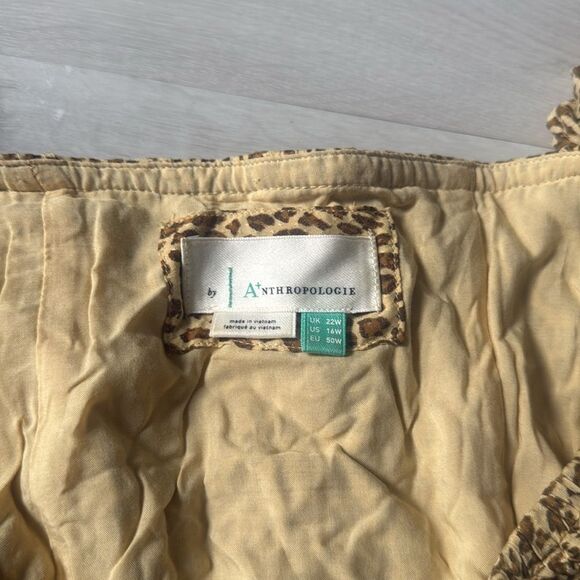 by A+NTHROPOLOGIE
made in vietnam
fabriqué au vietnam
UK 22W
US 16W
EU 50W